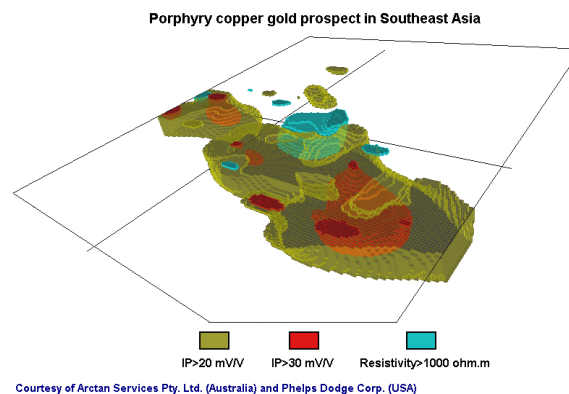 Porphyry copper gold prospect in Southeast Asia
IP>20 mV/V IP>30 mV/V Resistivity>1000 ohm.m
Courtesy of Arctan Services Pty. Ltd. (Australia) and Phelps Dodge Corp. (USA)